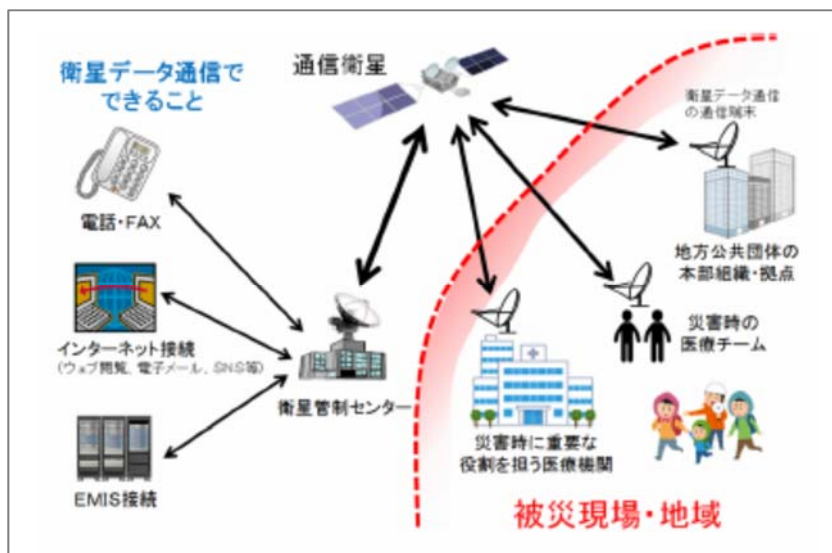 衛星データ通信で
できること
通信衛星
衛星データ通信
の通信端末
電話・FAX
地方公共団体の
本部組織・拠点
インターネット接続
(ウェブ閲覧、電子メール、SNS等)
災害時の
医療チーム
衛星管制センター
災害時に重要な
役割を担う医療機関
EMIS接続
被災現場・地域